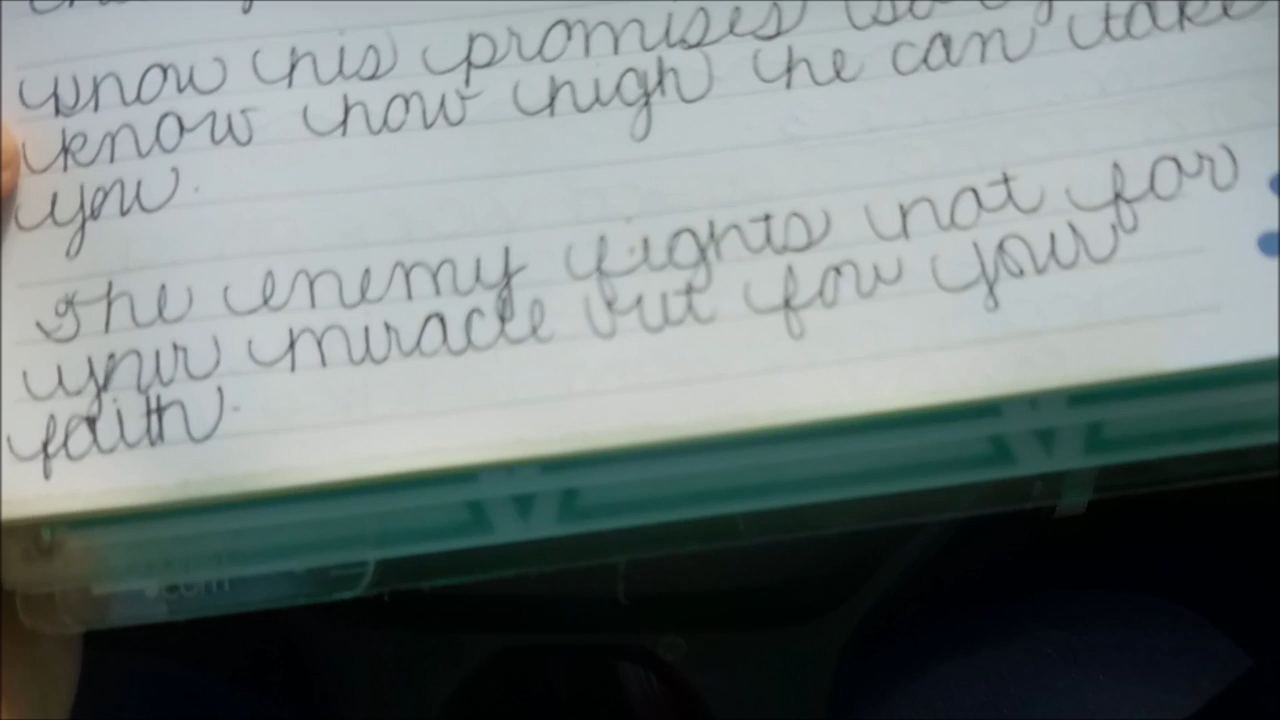 know his promises
know how high he can take
you.
The enemy fights not for
your miracle but for your
faith.
.com